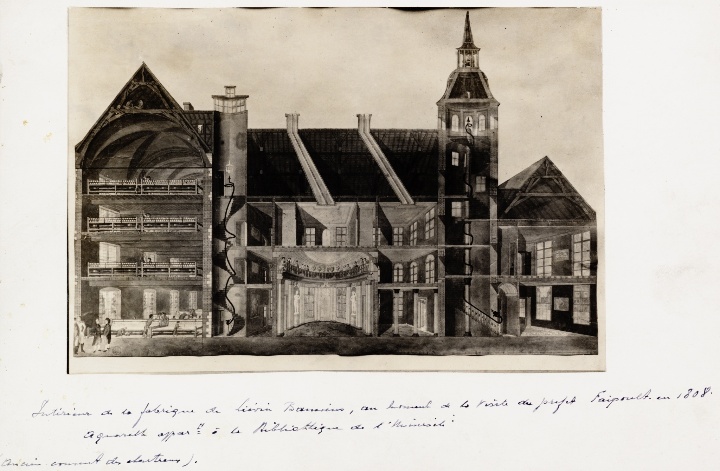 Intérieur de la fabrique de Liévin Bauwens, au moment de la visite du préfet Faipoult en 1808.
Aquarelle appart à la Bibliothèque de l'Université
(Ancien couvent des chartreux).